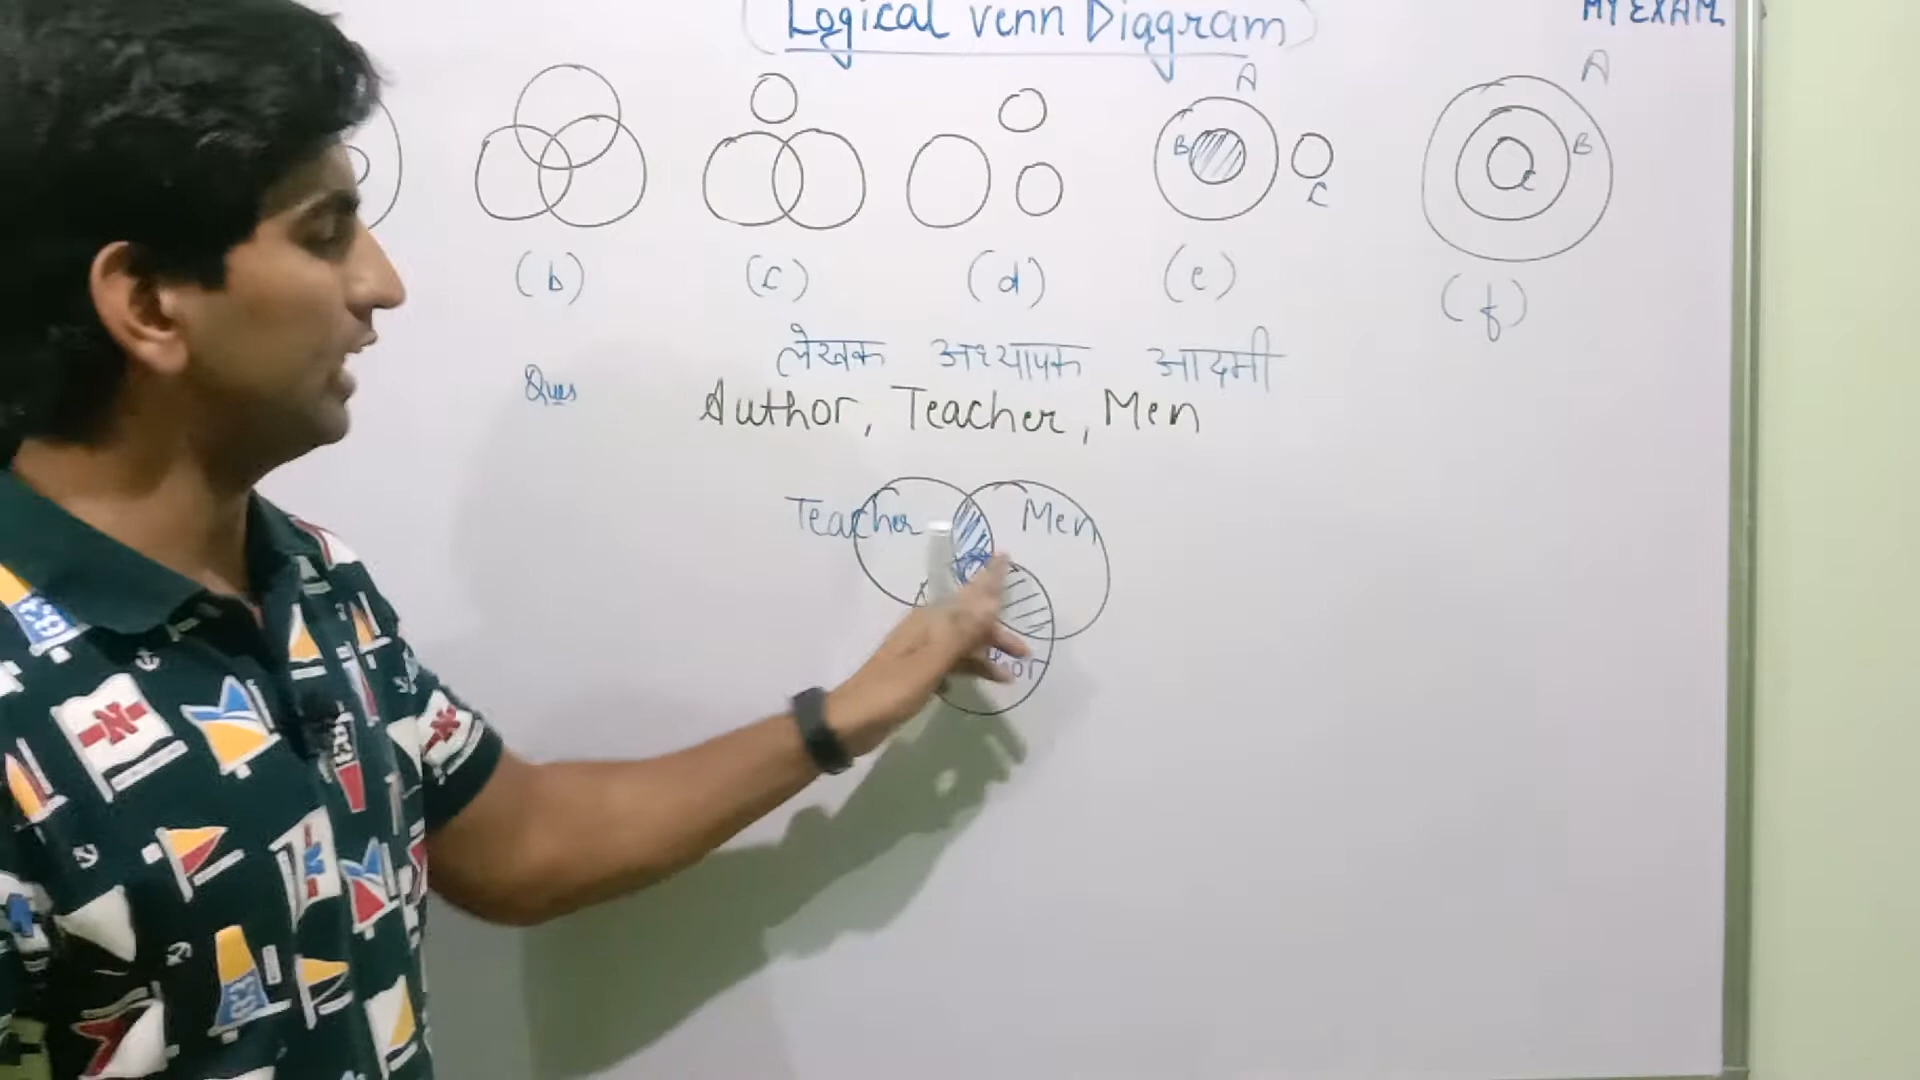 MY EXAM
Logical Venn Diagram
A
A
B
B
C
C
(b) (c) (d) (e) (f)
लेखक अध्यापक आदमी
Ques Author, Teacher, Men
Teacher Men